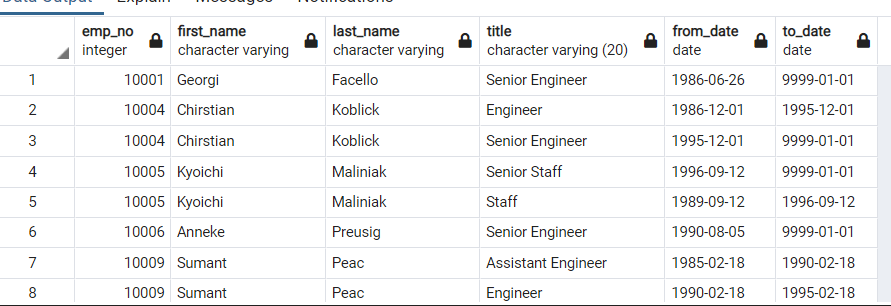 Data Output Explain Messages Notifications
emp_no first_name last_name title from_date to_date
integer character varying character varying character varying (20) date date
1 10001 Georgi Facello Senior Engineer 1986-06-26 9999-01-01
2 10004 Chirstian Koblick Engineer 1986-12-01 1995-12-01
3 10004 Chirstian Koblick Senior Engineer 1995-12-01 9999-01-01
4 10005 Kyoichi Maliniak Senior Staff 1996-09-12 9999-01-01
5 10005 Kyoichi Maliniak Staff 1989-09-12 1996-09-12
6 10006 Anneke Preusig Senior Engineer 1990-08-05 9999-01-01
7 10009 Sumant Peac Assistant Engineer 1985-02-18 1990-02-18
8 10009 Sumant Peac Engineer 1990-02-18 1995-02-18